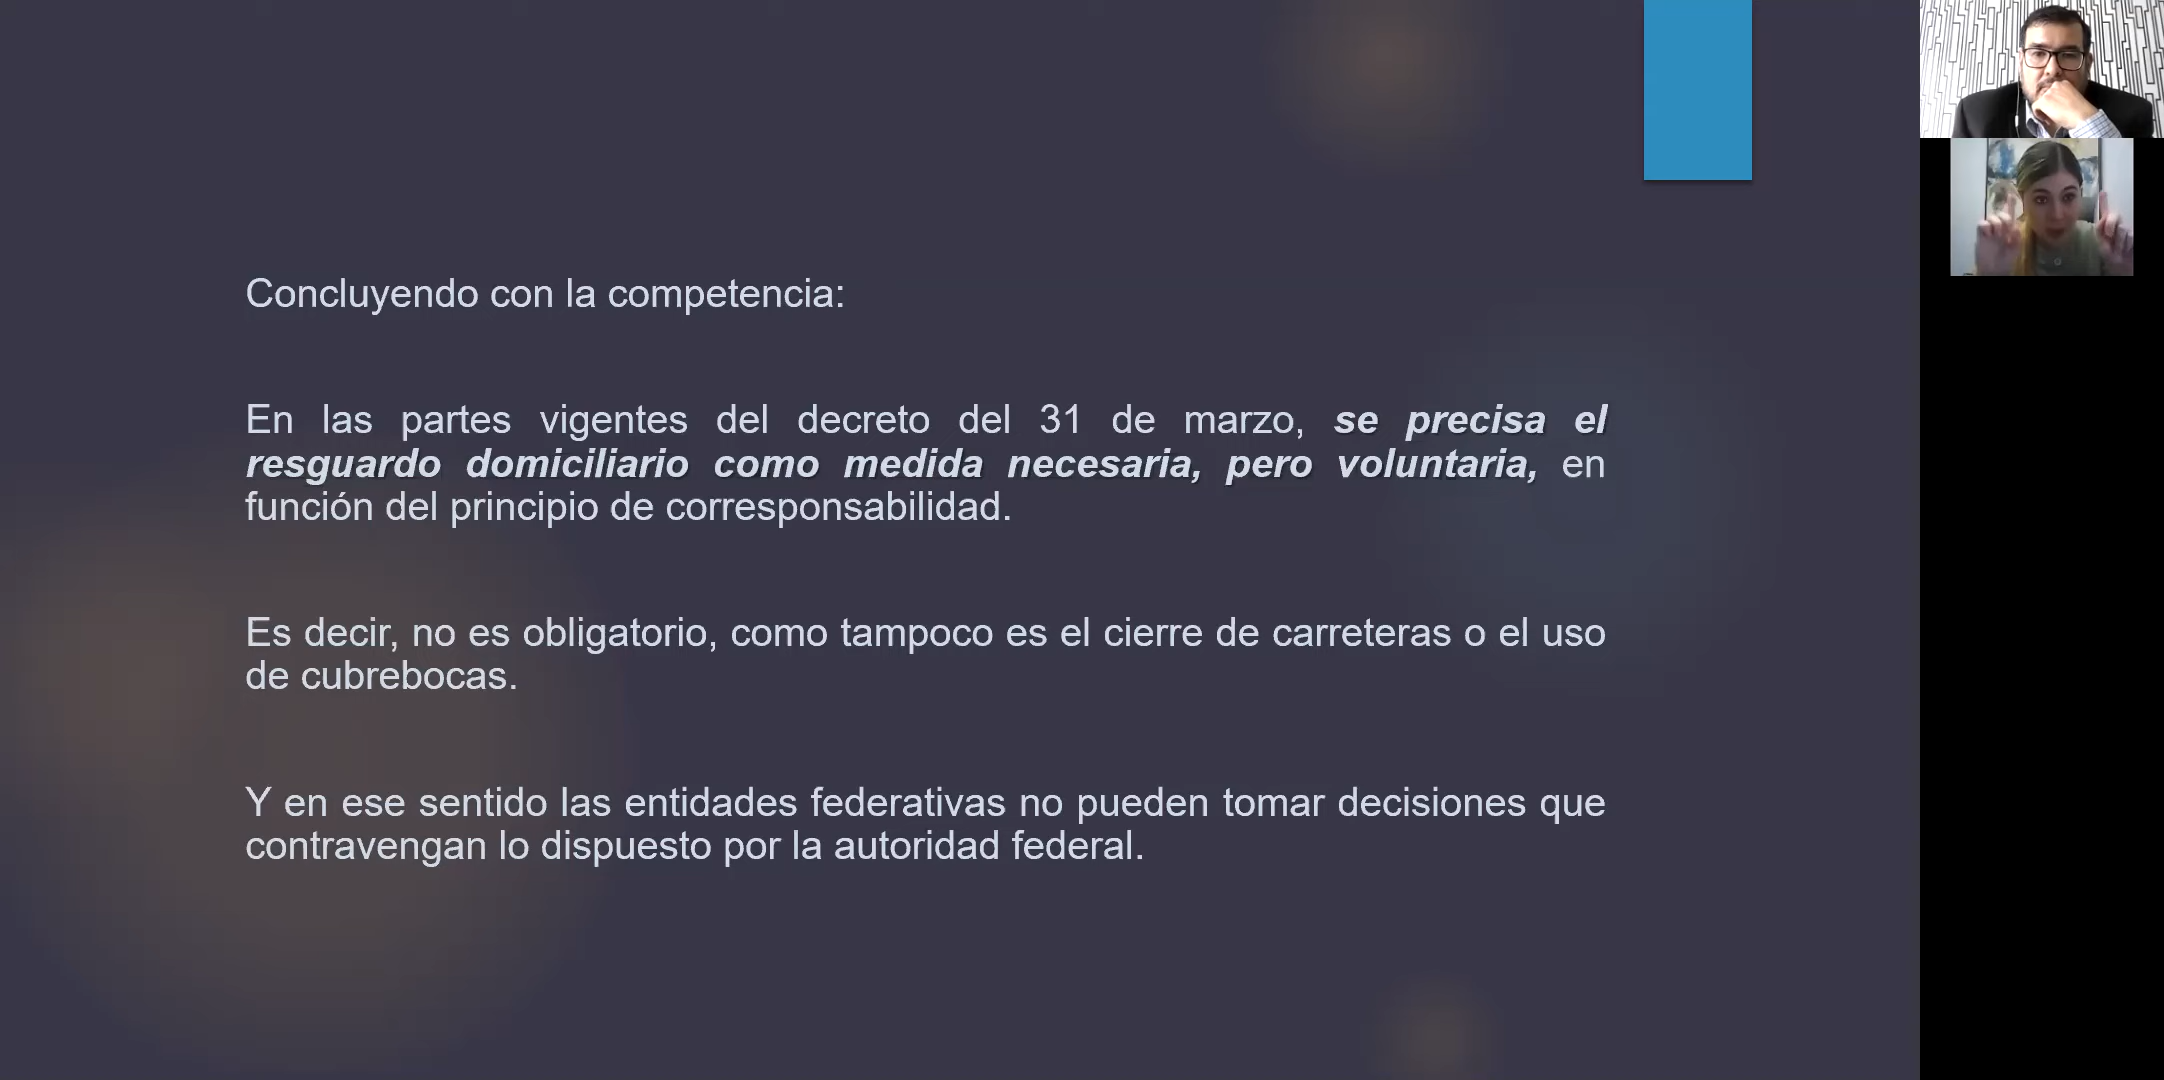 Concluyendo con la competencia:
En las partes vigentes del decreto del 31 de marzo, se precisa el
resguardo domiciliario como medida necesaria, pero voluntaria, en
función del principio de corresponsabilidad.
Es decir, no es obligatorio, como tampoco es el cierre de carreteras o el uso
de cubrebocas.
Y en ese sentido las entidades federativas no pueden tomar decisiones que
contravengan lo dispuesto por la autoridad federal.